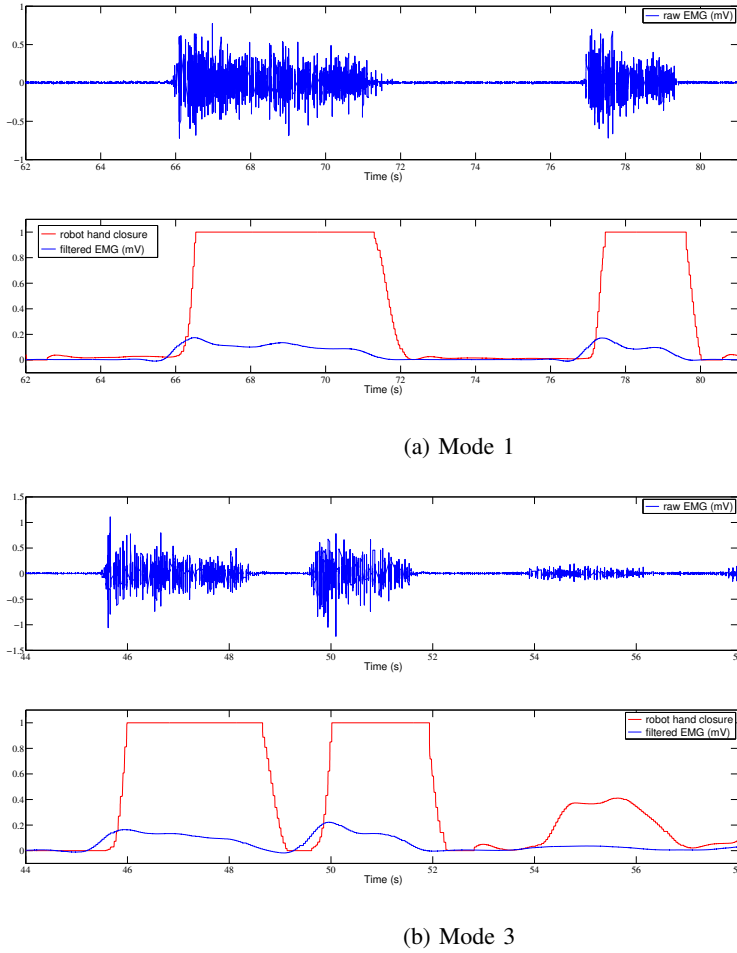 raw EMG (mV)
1
0.5
0
−0.5
−1
62 64 66 68 70 72 74 76 78 80
Time (s)
robot hand closure
filtered EMG (mV)
1
0.8
0.6
0.4
0.2
0
62 64 66 68 70 72 74 76 78 80
Time (s)
(a) Mode 1
raw EMG (mV)
1.5
1
0.5
0
−0.5
−1
−1.5
44 46 48 50 52 54 56
Time (s)
robot hand closure
filtered EMG (mV)
1
0.8
0.6
0.4
0.2
0
44 46 48 50 52 54 56
Time (s)
(b) Mode 3